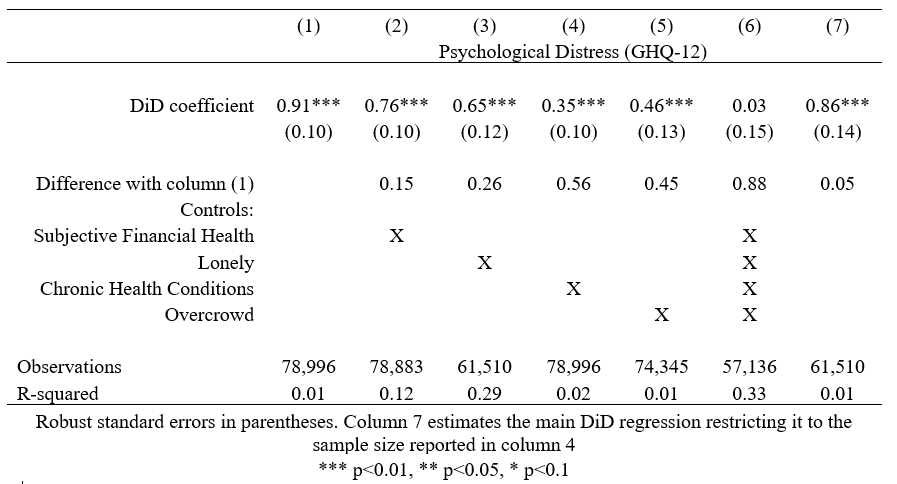 (1) (2) (3) (4) (5) (6) (7)
Psychological Distress (GHQ-12)
DiD coefficient 0.91*** 0.76*** 0.65*** 0.35*** 0.46*** 0.03 0.86***
(0.10) (0.10) (0.12) (0.10) (0.13) (0.15) (0.14)
Difference with column (1) 0.15 0.26 0.56 0.45 0.88 0.05
Controls:
Subjective Financial Health X X
Lonely X X
Chronic Health Conditions X X
Overcrowd X X
Observations 78,996 78,883 61,510 78,996 74,345 57,136 61,510
R-squared 0.01 0.12 0.29 0.02 0.01 0.33 0.01
Robust standard errors in parentheses. Column 7 estimates the main DiD regression restricting it to the
sample size reported in column 4
*** p<0.01, ** p<0.05, * p<0.1